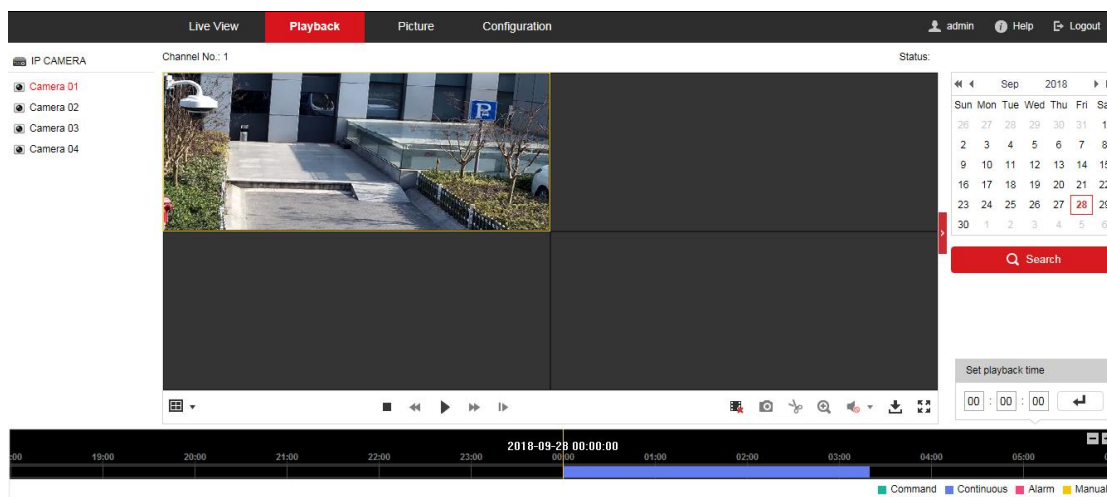 Live View Playback Picture Configuration admin Help Logout
IP CAMERA
Camera 01
Camera 02
Camera 03
Camera 04
Channel No.: 1 Status:
P
Sep 2018
Sun Mon Tue Wed Thu Fri Sa
26 27 28 29 30 31 1
2 3 4 5 6 7 8
9 10 11 12 13 14 15
16 17 18 19 20 21 22
23 24 25 26 27 28 29
30 1 2 3 4 5 6
Search
Set playback time
00 : 00 : 00
2018-09-28 00:00:00
:00 19:00 20:00 21:00 22:00 23:00 00:00 01:00 02:00 03:00 04:00 05:00
Command Continuous Alarm Manual